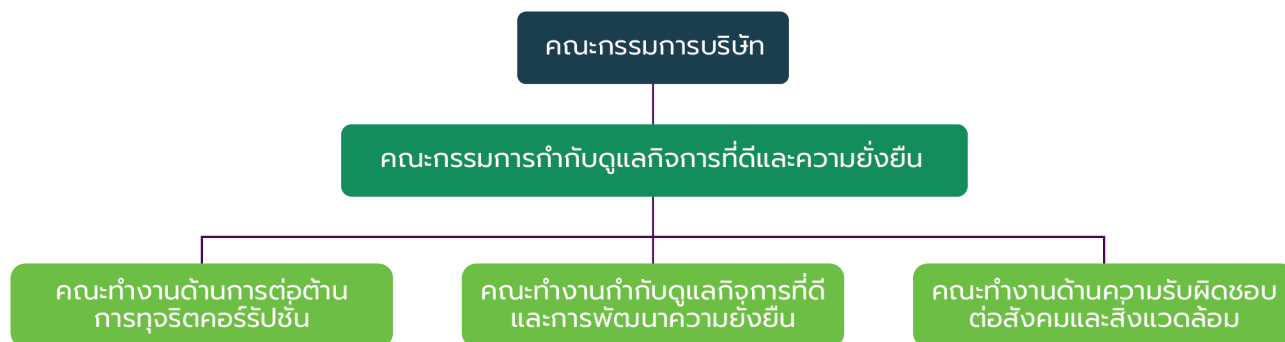 คณะกรรมการบริษัท
คณะกรรมการกำกับดูแลกิจการที่ดีและความยั่งยืน
คณะทำงานด้านการต่อต้าน
การทุจริตคอร์รัปชั่น
คณะทำงานกำกับดูแลกิจการที่ดี
และการพัฒนาความยั่งยืน
คณะทำงานด้านความรับผิดชอบ
ต่อสังคมและสิ่งแวดล้อม